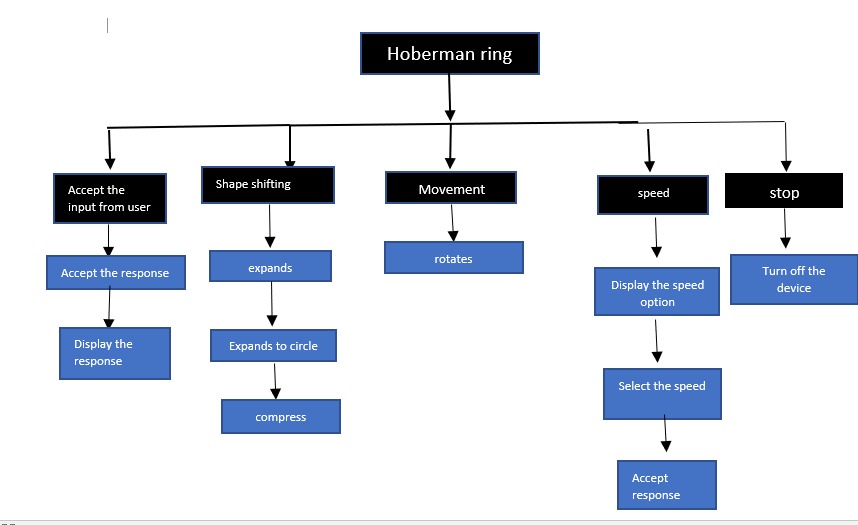 Hoberman ring
Accept the
input from user
Shape shifting
Movement
speed
stop
Accept the response
expands
rotates
Display the speed
option
Turn off the
device
Display the
response
Expands to circle
Select the speed
compress
Accept
response